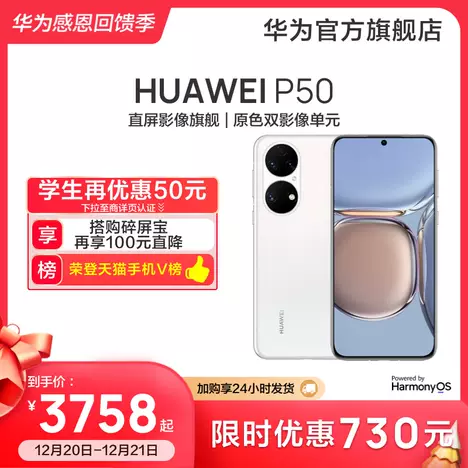 华为感恩回馈季
华为官方旗舰店
HUAWEI P50
直屏影像旗舰 | 原色双影像单元
学生再优惠50元
下拉至商详页认证
享
搭购碎屏宝
再享100元直降
榜
荣登天猫手机V榜
HUAWEI
Powered by
HarmonyOS
到手价:
¥3758起
12月20日-12月21日
加购享24小时发货
限时优惠730元